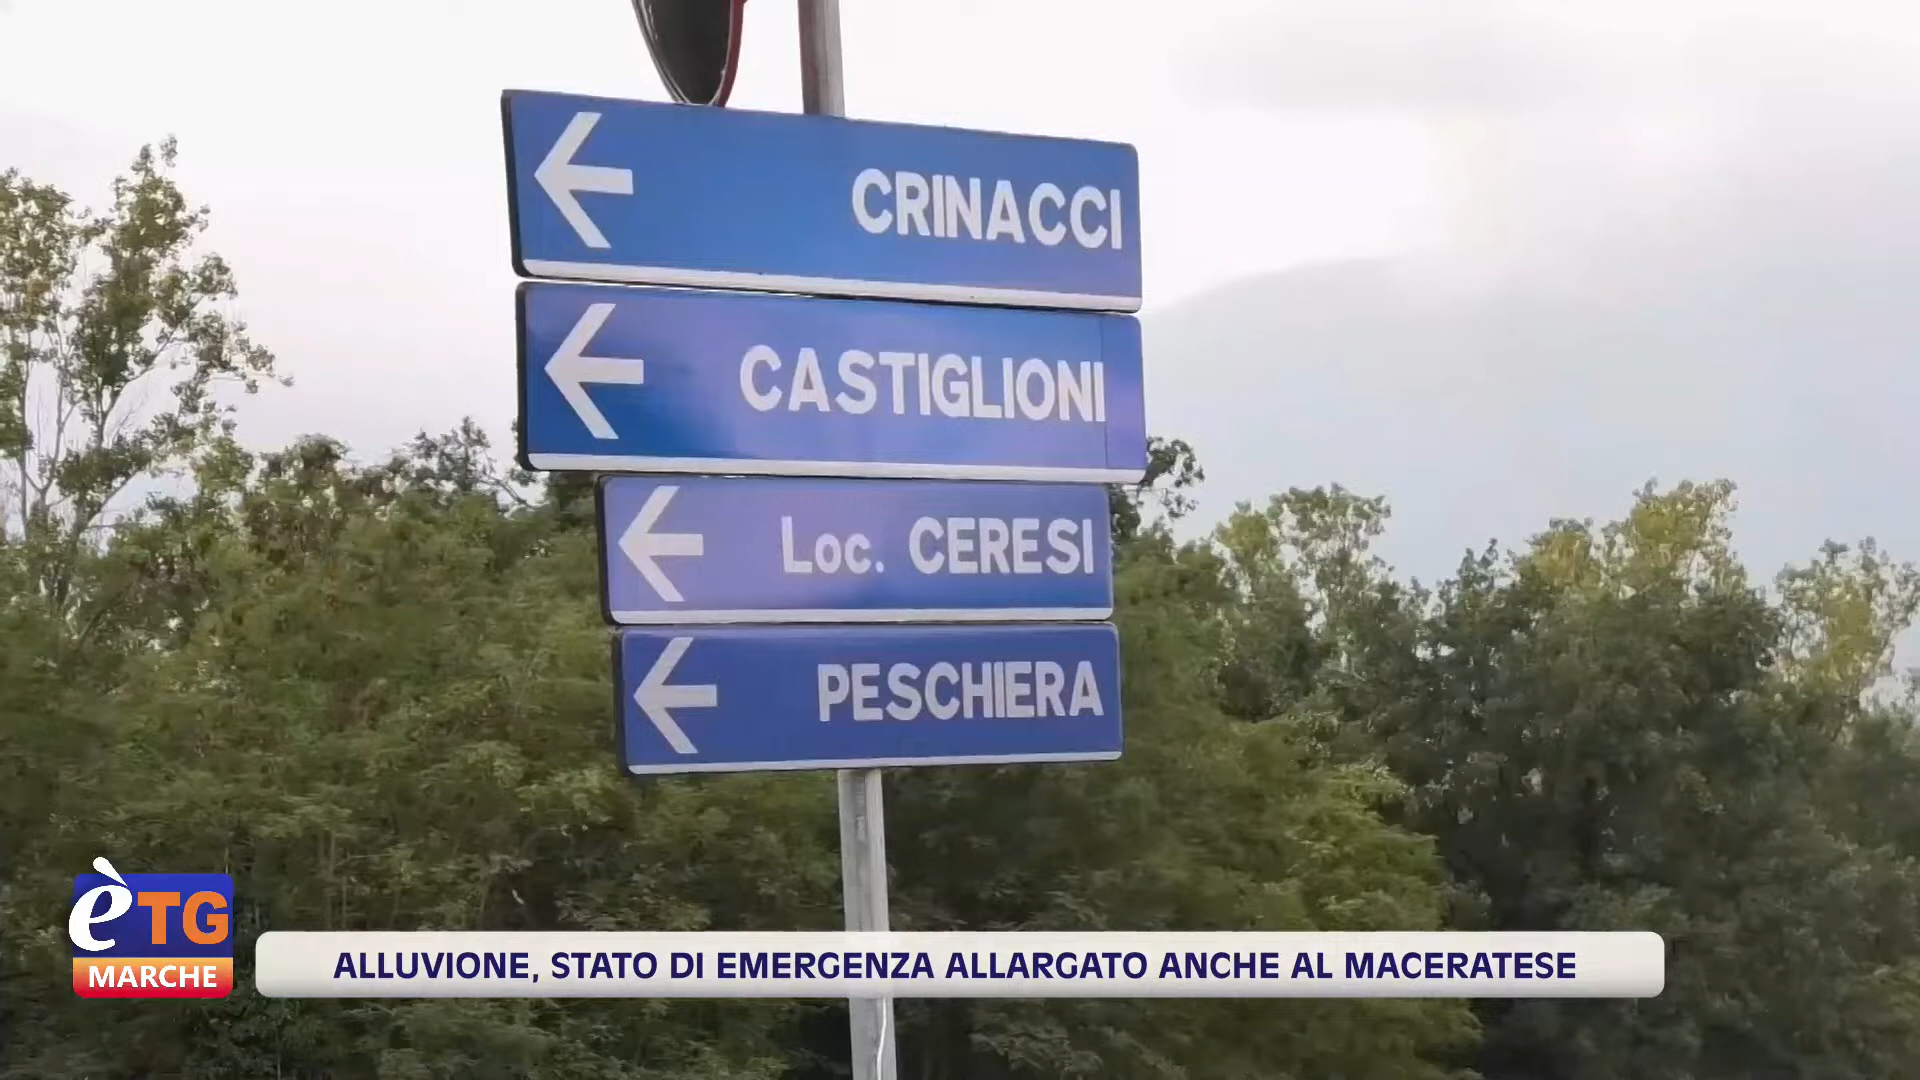 CRINACCI
CASTIGLIONI
Loc. CERESI
PESCHIERA
èTG
MARCHE
ALLUVIONE, STATO DI EMERGENZA ALLARGATO ANCHE AL MACERATESE